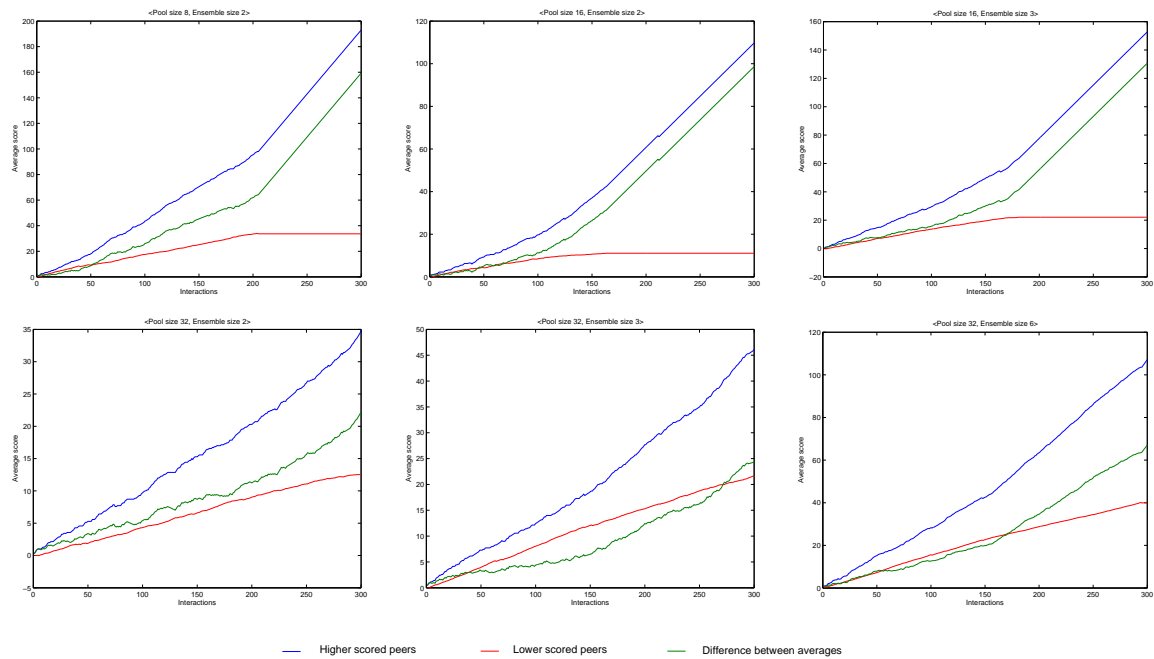 <Pool size 8, Ensemble size 2>
200
180
160
140
120
100
80
60
40
20
0
Average score
0 50 100 150 200 250 300
Interactions
<Pool size 16, Ensemble size 2>
120
100
80
60
40
20
0
Average score
0 50 100 150 200 250 300
Interactions
<Pool size 16, Ensemble size 3>
160
140
120
100
80
60
40
20
0
−20
Average score
0 50 100 150 200 250 300
Interactions
<Pool size 32, Ensemble size 2>
35
30
25
20
15
10
5
0
−5
Average score
0 50 100 150 200 250 300
Interactions
<Pool size 32, Ensemble size 3>
50
45
40
35
30
25
20
15
10
5
0
Average score
0 50 100 150 200 250 300
Interactions
<Pool size 32, Ensemble size 6>
120
100
80
60
40
20
0
Average score
0 50 100 150 200 250 300
Interactions
Higher scored peers
Lower scored peers
Difference between averages